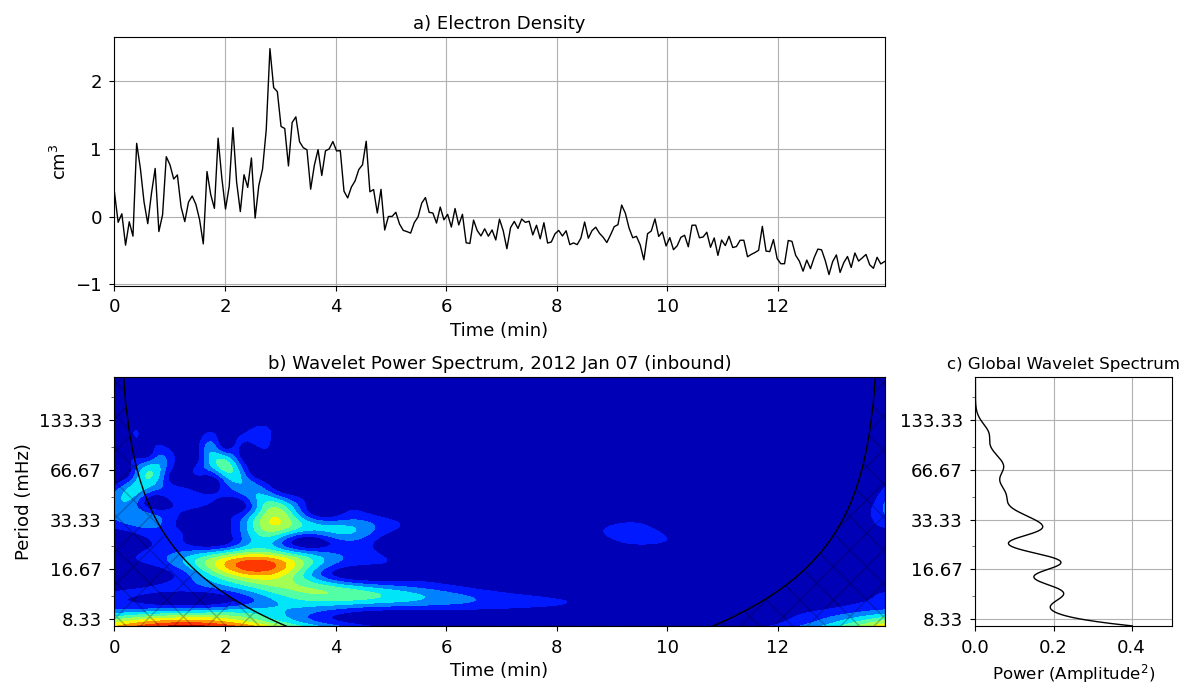 a) Electron Density
cm³
2
1
0
−1
0 2 4 6 8 10 12
Time (min)
b) Wavelet Power Spectrum, 2012 Jan 07 (inbound)
Period (mHz)
133.33
66.67
33.33
16.67
8.33
0 2 4 6 8 10 12
Time (min)
c) Global Wavelet Spectrum
133.33
66.67
33.33
16.67
8.33
0.0 0.2 0.4
Power (Amplitude²)